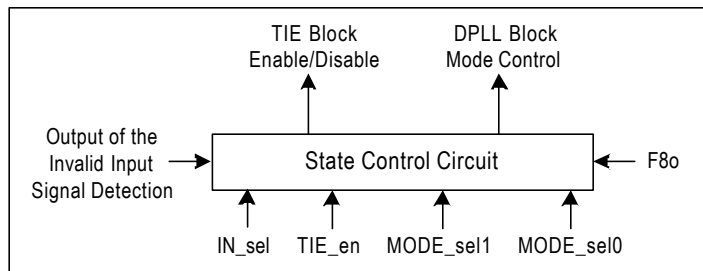 TIE Block
Enable/Disable
DPLL Block
Mode Control
Output of the
Invalid Input
Signal Detection
State Control Circuit
F8o
IN_sel
TIE_en
MODE_sel1
MODE_sel0